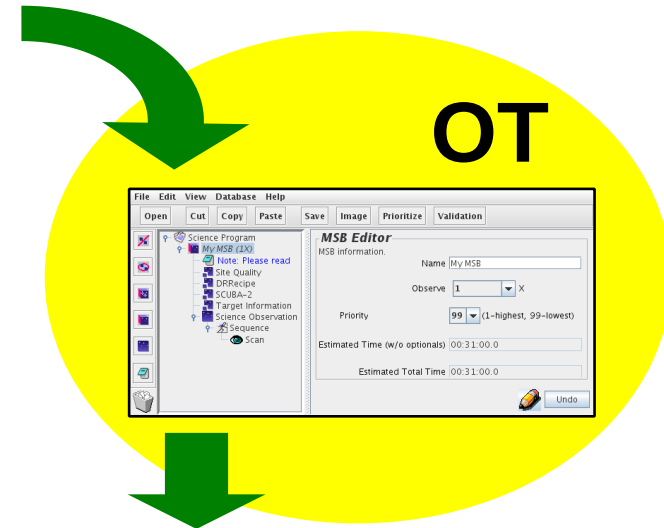 OT
File Edit View Database Help
Open Cut Copy Paste Save Image Prioritize Validation
Science Program
My MSB (1X)
Note: Please read
Site Quality
DRRecipe
SCUBA-2
Target Information
Science Observation
Sequence
Scan
MSB Editor
MSB information.
Name My MSB
Observe 1 X
Priority 99 (1-highest, 99-lowest)
Estimated Time (w/o optionals) 00:31:00.0
Estimated Total Time 00:31:00.0
Undo